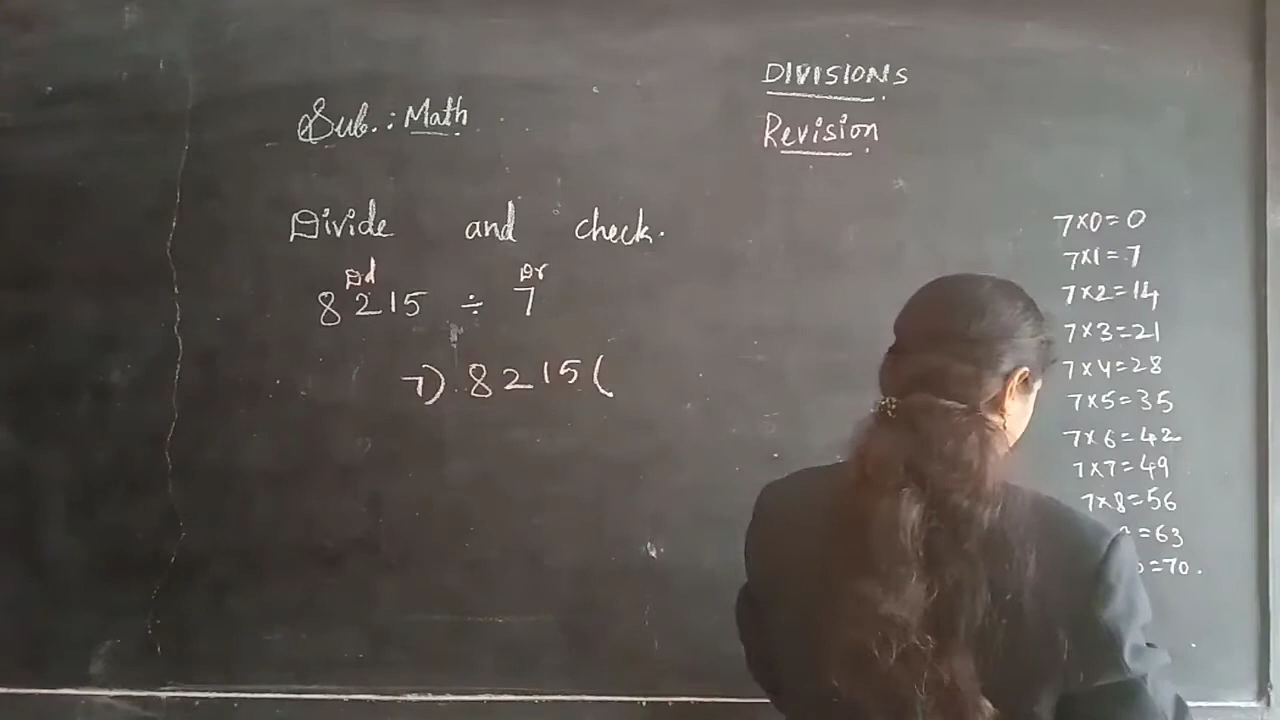 DIVISIONS
Sub.: Math
Revision
Divide and check.
Dd Dr
8215 ÷ 7
7) 8215 (
7×0=0
7×1=7
7×2=14
7×3=21
7×4=28
7×5=35
7×6=42
7×7=49
7×8=56
=63
=70.